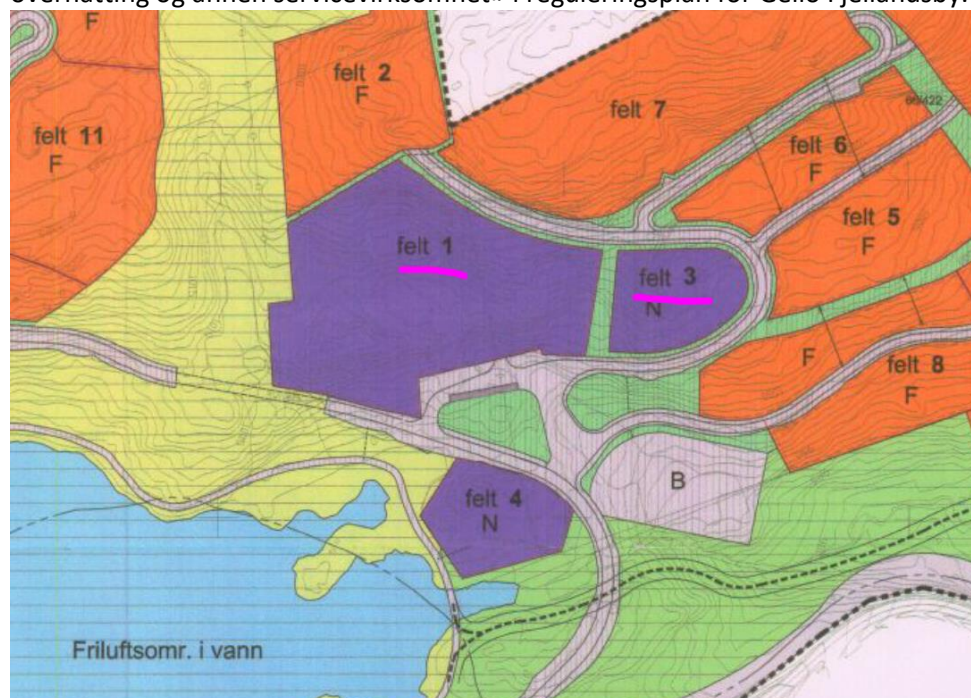 overnatting og annen servicevirksomhet» i reguleringsplan for Geilo Fjellandsby.
F
felt 2
F
felt 7
felt 11
F
felt 6
F
felt 5
F
felt 1
felt 3
N
F
felt 8
F
B
felt 4
N
Friluftsomr. i vann